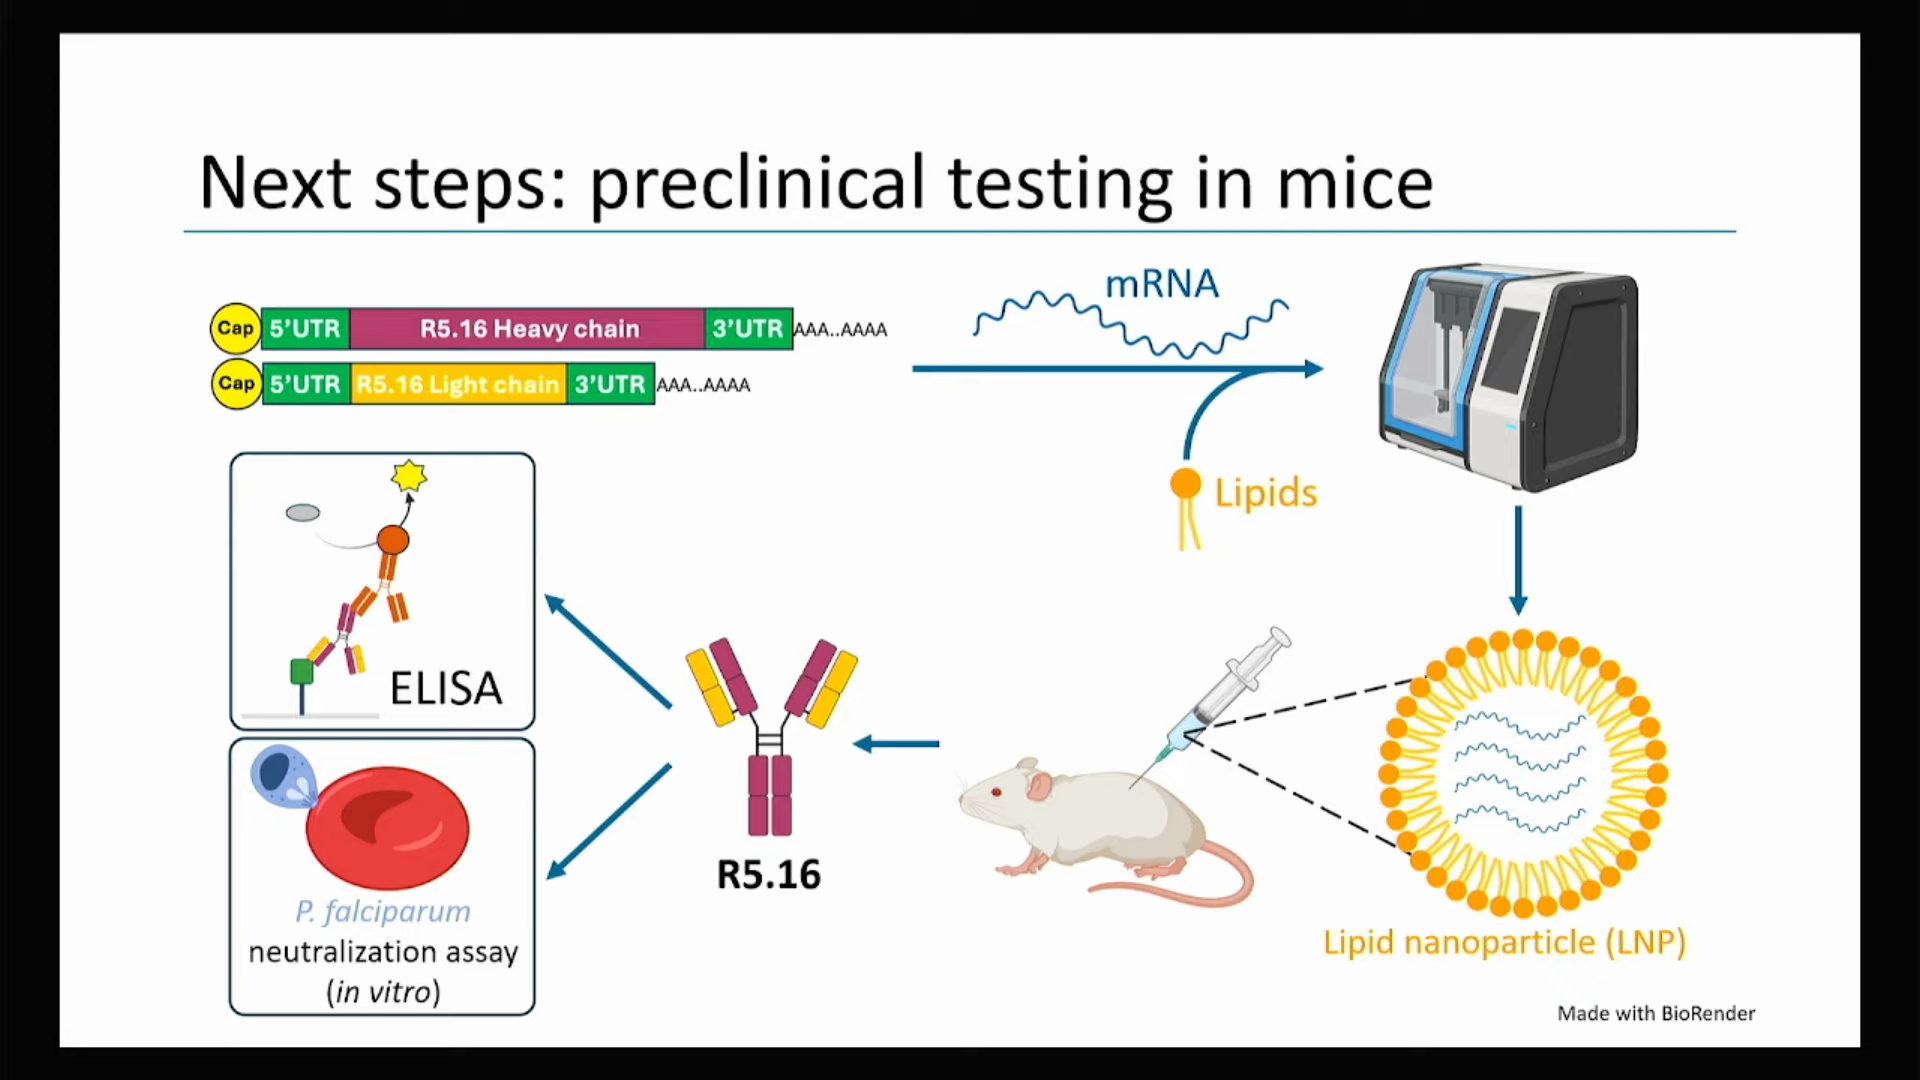 Next steps: preclinical testing in mice
Cap 5'UTR R5.16 Heavy chain 3'UTR AAA..AAAA
Cap 5'UTR R5.16 Light chain 3'UTR AAA..AAAA
mRNA
Lipids
Lipid nanoparticle (LNP)
R5.16
ELISA
P. falciparum
neutralization assay
(in vitro)
Made with BioRender